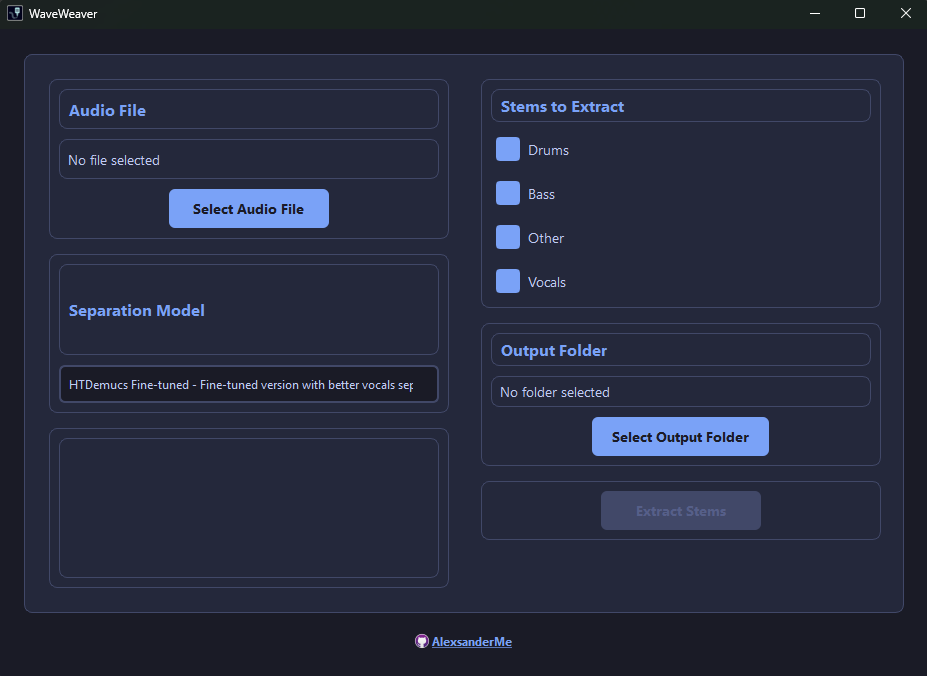 WaveWeaver
Audio File
No file selected
Select Audio File
Separation Model
HTDemucs Fine-tuned - Fine-tuned version with better vocals sep
Stems to Extract
Drums
Bass
Other
Vocals
Output Folder
No folder selected
Select Output Folder
Extract Stems
AlexsanderMe